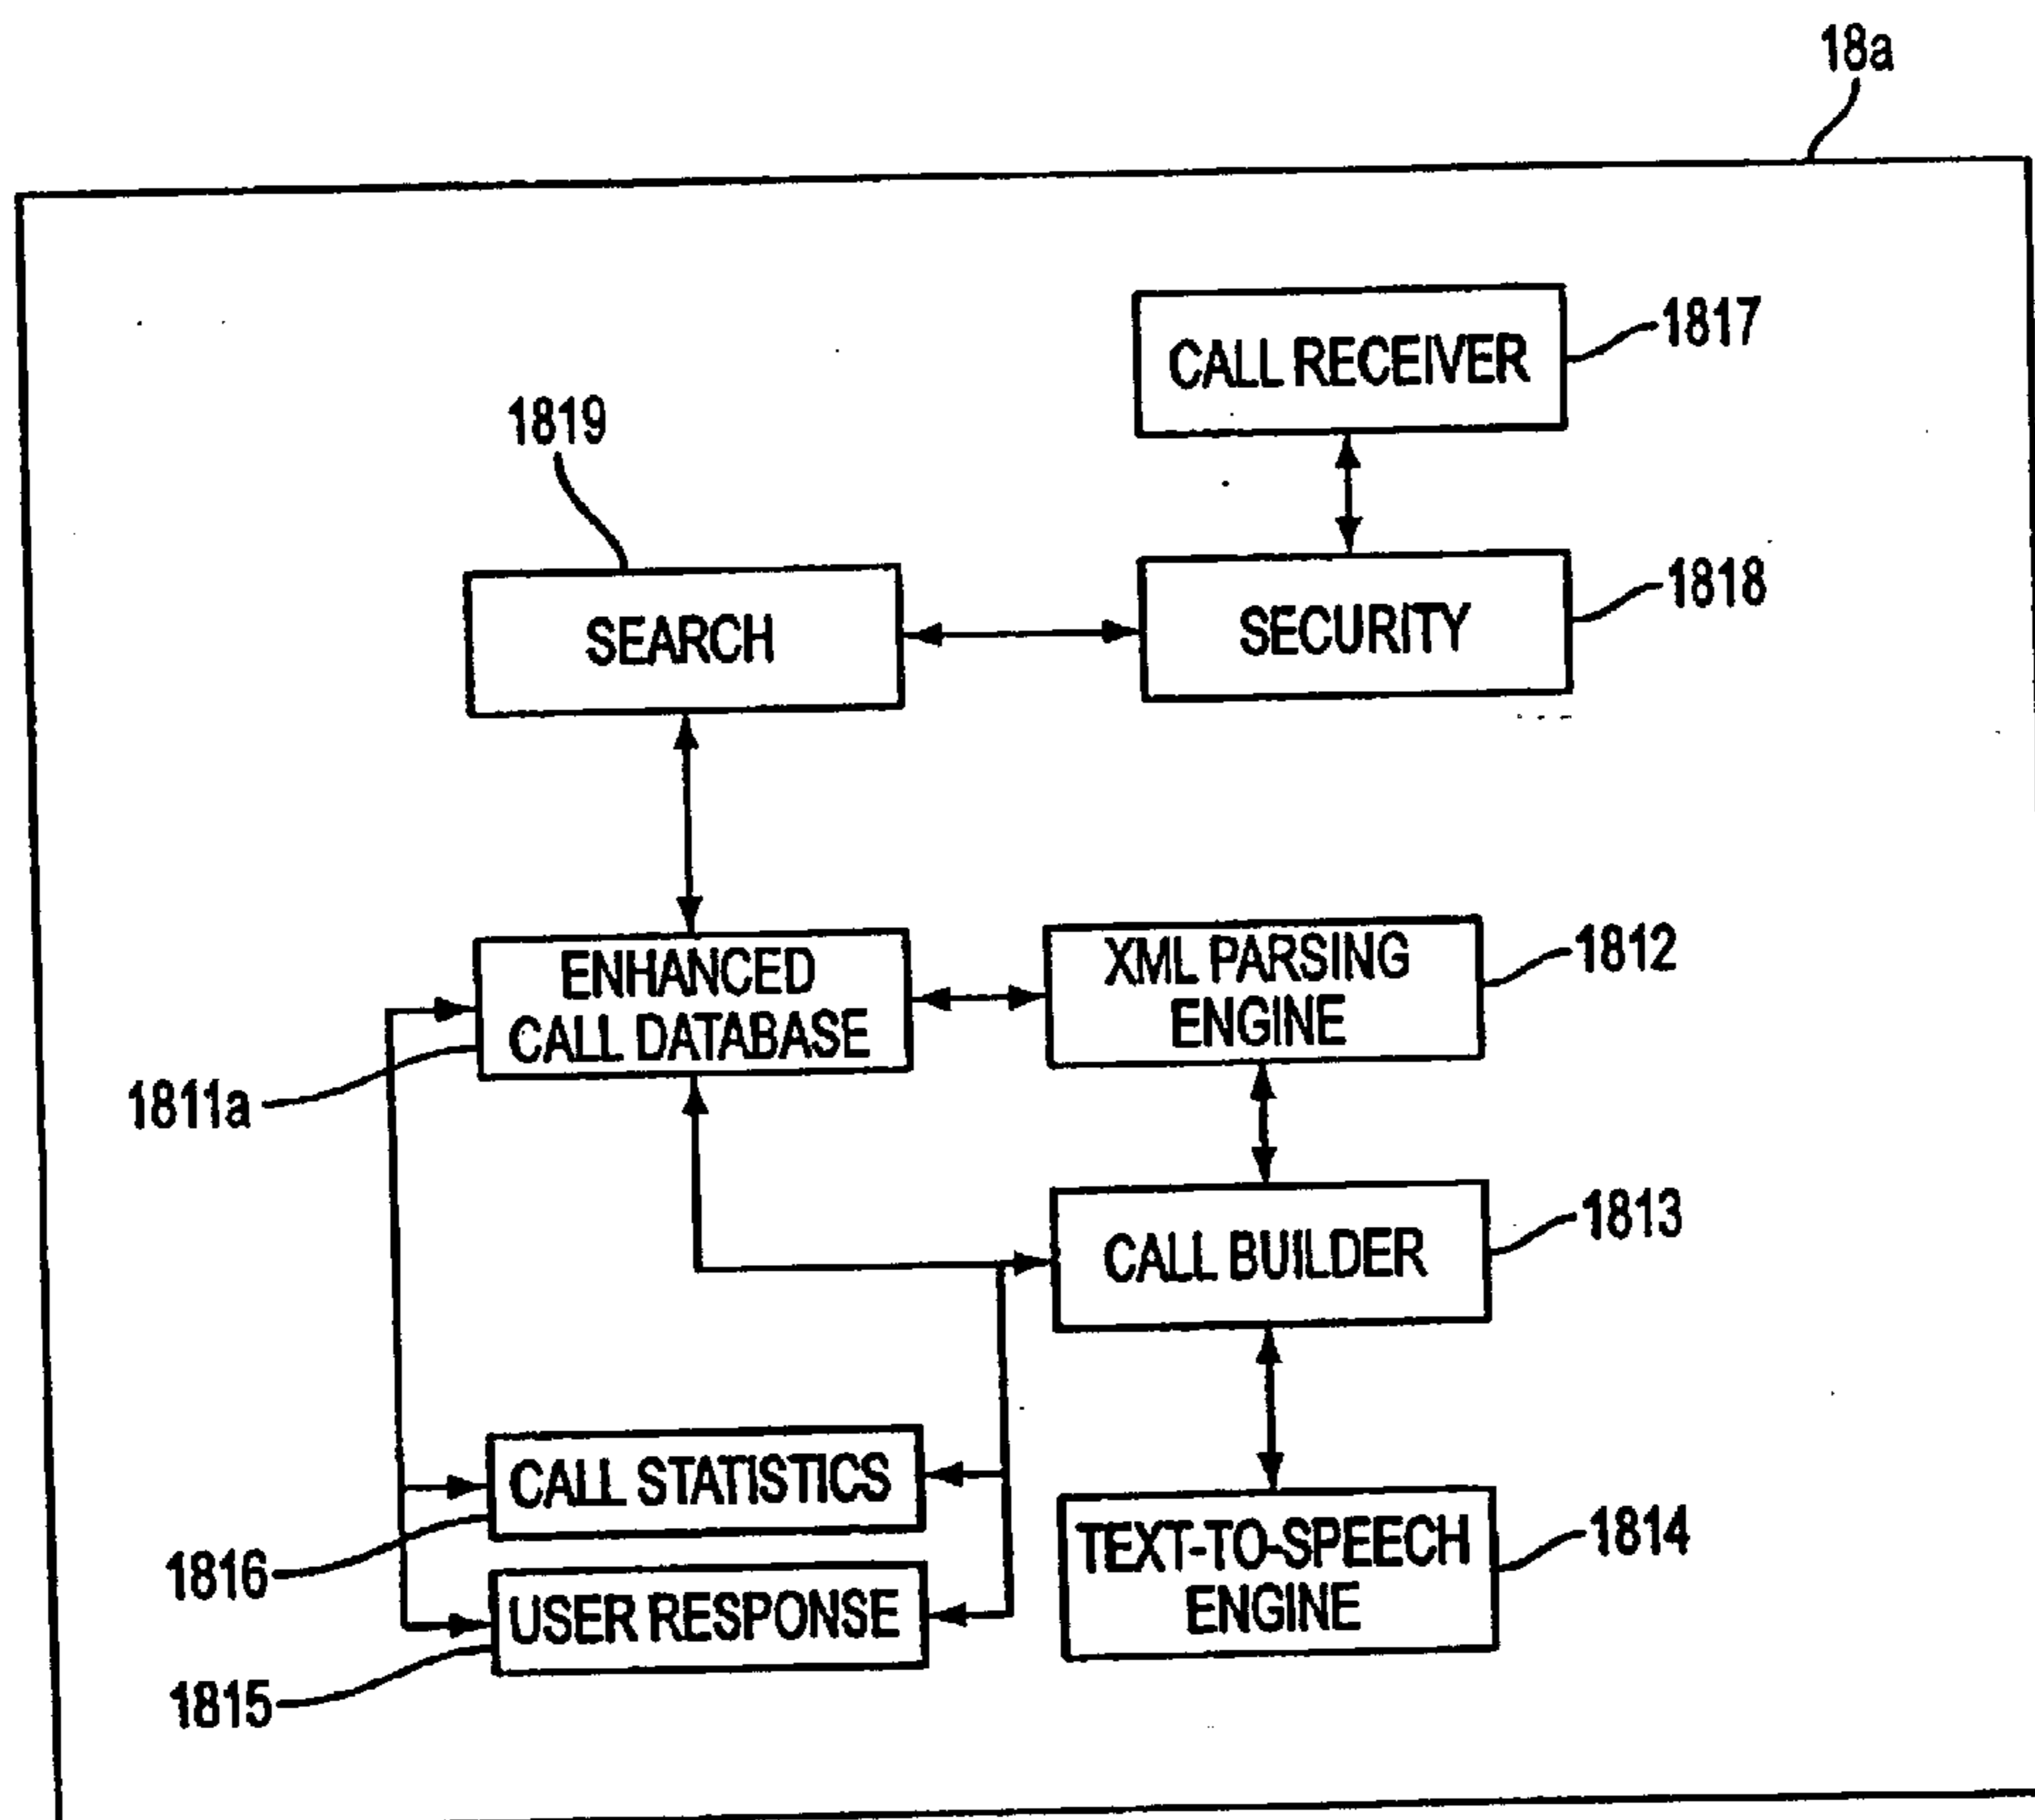 18a
CALL RECEIVER
1817
1819
SEARCH
SECURITY
1818
ENHANCED
CALL DATABASE
1811a
XML PARSING
ENGINE
1812
CALL BUILDER
1813
CALL STATISTICS
1816
USER RESPONSE
1815
TEXT-TO-SPEECH
ENGINE
1814